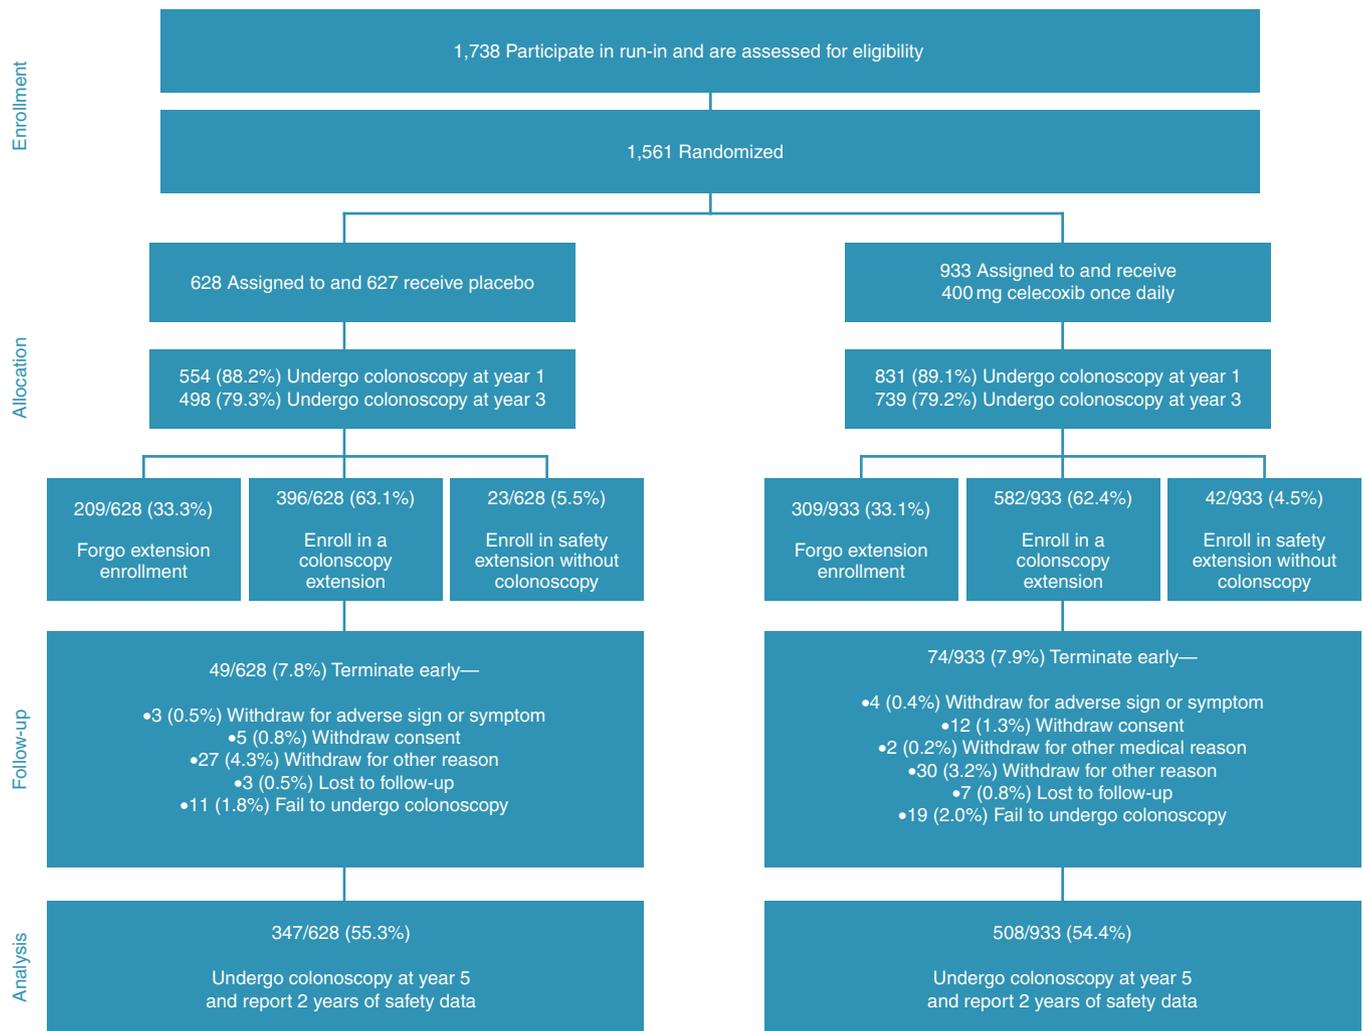 Enrollment
1,738 Participate in run-in and are assessed for eligibility
1,561 Randomized
Allocation
628 Assigned to and 627 receive placebo
933 Assigned to and receive
400 mg celecoxib once daily
554 (88.2%) Undergo colonoscopy at year 1
498 (79.3%) Undergo colonoscopy at year 3
831 (89.1%) Undergo colonoscopy at year 1
739 (79.2%) Undergo colonoscopy at year 3
209/628 (33.3%)
Forgo extension
enrollment
396/628 (63.1%)
Enroll in a
colonscopy
extension
23/628 (5.5%)
Enroll in safety
extension without
colonoscopy
309/933 (33.1%)
Forgo extension
enrollment
582/933 (62.4%)
Enroll in a
colonscopy
extension
42/933 (4.5%)
Enroll in safety
extension without
colonscopy
Follow-up
49/628 (7.8%) Terminate early—
•3 (0.5%) Withdraw for adverse sign or symptom
•5 (0.8%) Withdraw consent
•27 (4.3%) Withdraw for other reason
•3 (0.5%) Lost to follow-up
•11 (1.8%) Fail to undergo colonoscopy
74/933 (7.9%) Terminate early—
•4 (0.4%) Withdraw for adverse sign or symptom
•12 (1.3%) Withdraw consent
•2 (0.2%) Withdraw for other medical reason
•30 (3.2%) Withdraw for other reason
•7 (0.8%) Lost to follow-up
•19 (2.0%) Fail to undergo colonoscopy
Analysis
347/628 (55.3%)
Undergo colonoscopy at year 5
and report 2 years of safety data
508/933 (54.4%)
Undergo colonoscopy at year 5
and report 2 years of safety data